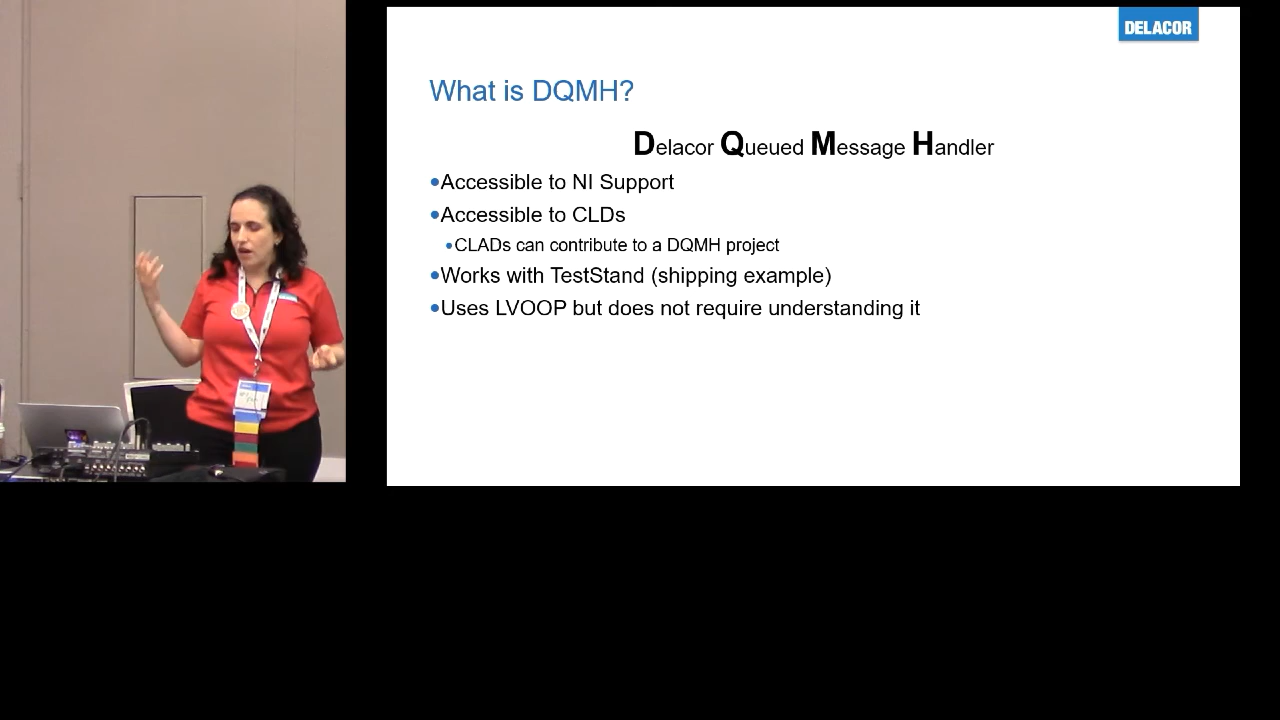 DELACOR
What is DQMH?
Delacor Queued Message Handler
•Accessible to NI Support
•Accessible to CLDs
•CLADs can contribute to a DQMH project
•Works with TestStand (shipping example)
•Uses LVOOP but does not require understanding it